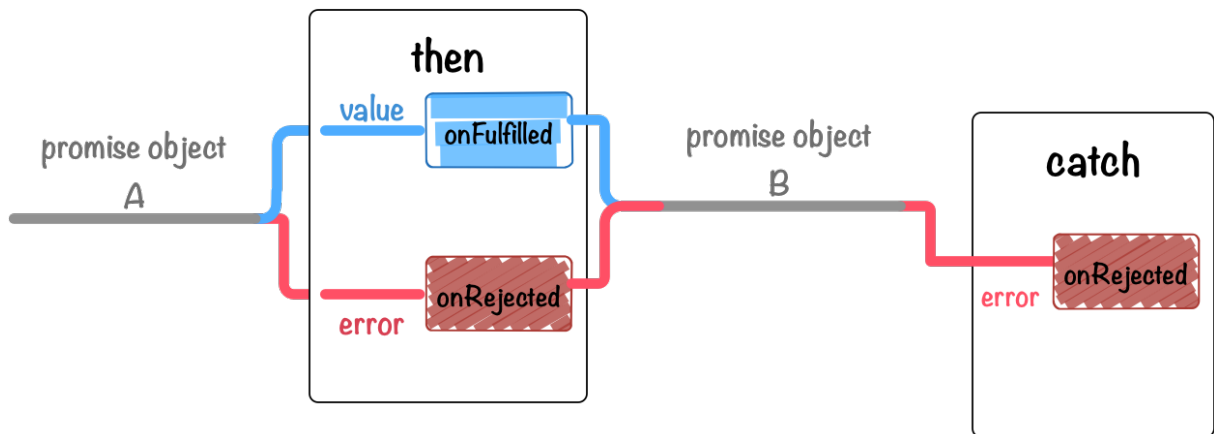 then
value
onFulfilled
promise object
A
onRejected
error
promise object
B
catch
onRejected
error